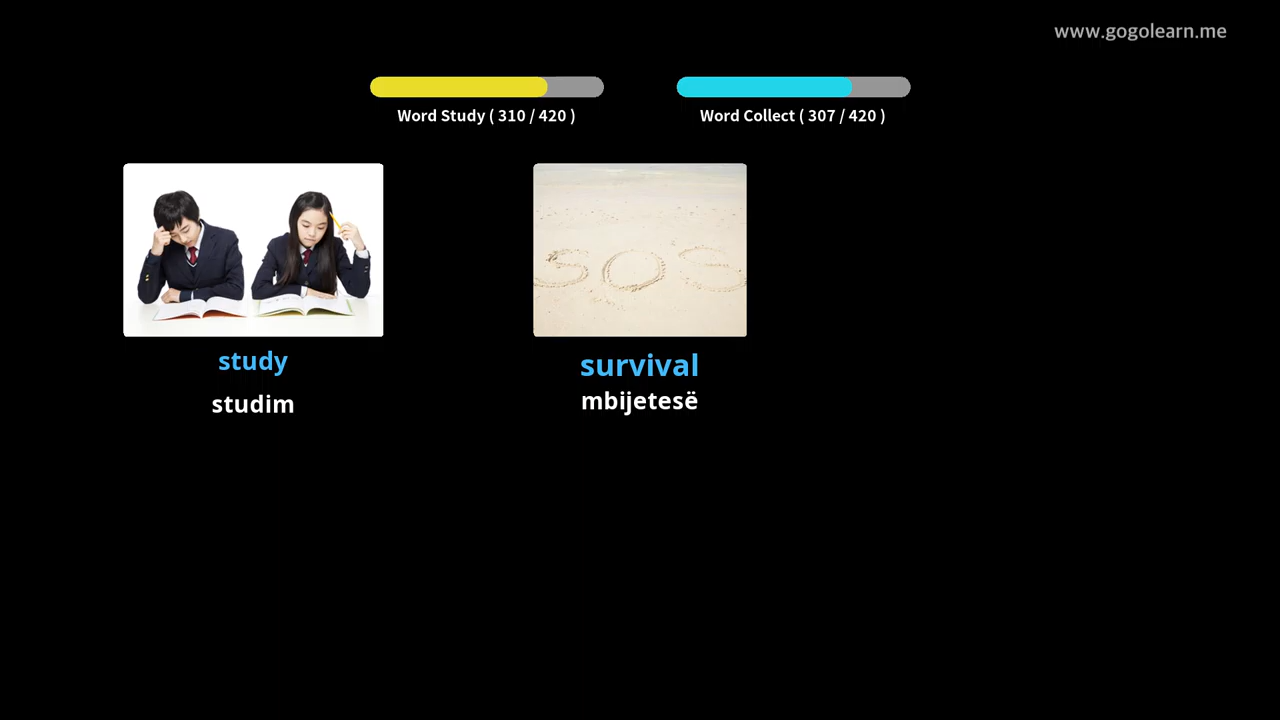 www.gogolearn.me
Word Study ( 310 / 420 )
Word Collect ( 307 / 420 )
SOS
study
studim
survival
mbijetesë